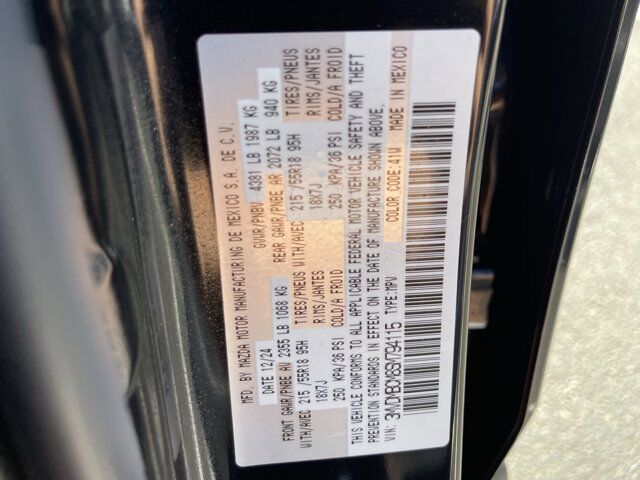 MFD. BY MAZDA MOTOR MANUFACTURING DE MEXICO S.A. DE C.V.
DATE 12/24 GVWR/PNBV 4381 LB 1987 KG
FRONT GAWR/PNBE AV 2355 LB 1068 KG REAR GAWR/PNBE AR 2072 LB 940 KG
WITH/AVEC 215 /55R18 95H TIRES/PNEUS WITH/AVEC 215 /55R18 95H TIRES/PNEUS
18X7J RIMS/JANTES 18X7J RIMS/JANTES
250 KPA/36 PSI COLD/A FROID 250 KPA/36 PSI COLD/A FROID
THIS VEHICLE CONFORMS TO ALL APPLICABLE FEDERAL MOTOR VEHICLE SAFETY AND THEFT
PREVENTION STANDARDS IN EFFECT ON THE DATE OF MANUFACTURE SHOWN ABOVE.
VIN: TYPE:MPV COLOR CODE:41W MADE IN MEXICO